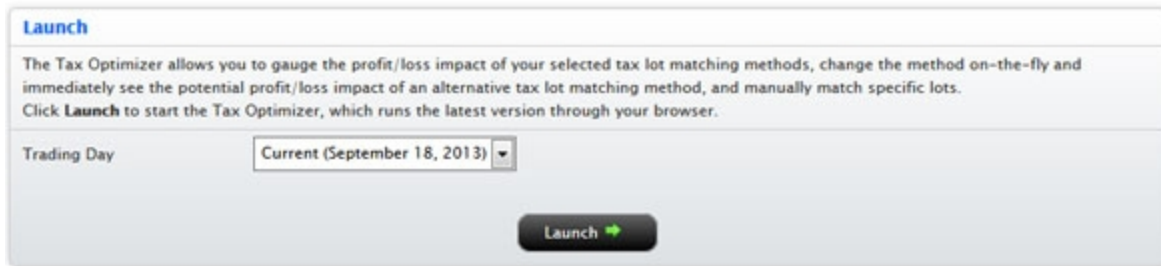 Launch
The Tax Optimizer allows you to gauge the profit/loss impact of your selected tax lot matching methods, change the method on-the-fly and
immediately see the potential profit/loss impact of an alternative tax lot matching method, and manually match specific lots.
Click Launch to start the Tax Optimizer, which runs the latest version through your browser.
Trading Day Current (September 18, 2013)
Launch